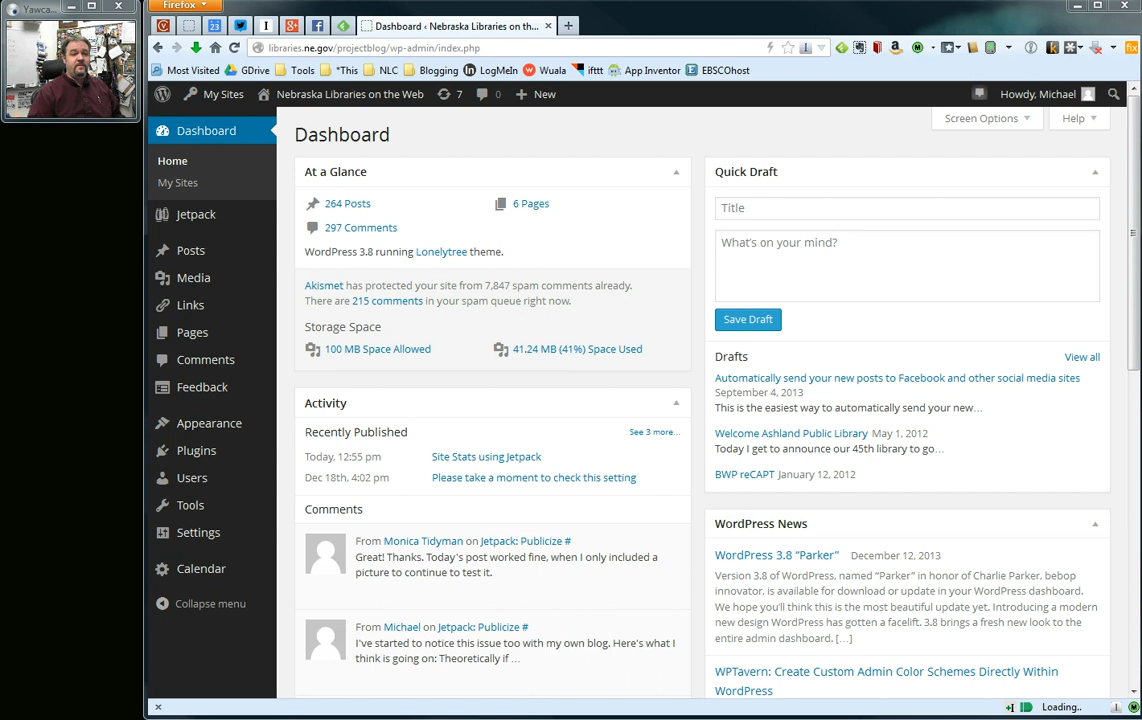 Yawca...
Firefox
23
Dashboard ‹ Nebraska Libraries on the...
libraries.ne.gov/projectblog/wp-admin/index.php
Most Visited GDrive Tools *This NLC Blogging LogMeIn Wuala ifttt App Inventor EBSCOhost
My Sites Nebraska Libraries on the Web 7 0 New Howdy, Michael
Screen Options Help
Dashboard
Home
My Sites
Jetpack
Posts
Media
Links
Pages
Comments
Feedback
Appearance
Plugins
Users
Tools
Settings
Calendar
Collapse menu
Dashboard
At a Glance
264 Posts 6 Pages
297 Comments
WordPress 3.8 running Lonelytree theme.
Akismet has protected your site from 7,847 spam comments already.
There are 215 comments in your spam queue right now.
Storage Space
100 MB Space Allowed 41.24 MB (41%) Space Used
Activity
Recently Published See 3 more...
Today, 12:55 pm Site Stats using Jetpack
Dec 18th, 4:02 pm Please take a moment to check this setting
Comments
From Monica Tidyman on Jetpack: Publicize #
Great! Thanks. Today's post worked fine, when I only included a
picture to continue to test it.
From Michael on Jetpack: Publicize #
I've started to notice this issue too with my own blog. Here's what I
think is going on: Theoretically if ...
Quick Draft
Title
What's on your mind?
Save Draft
Drafts View all
Automatically send your new posts to Facebook and other social media sites
September 4, 2013
This is the easiest way to automatically send your new...
Welcome Ashland Public Library May 1, 2012
Today I get to announce our 45th library to go...
BWP reCAPT January 12, 2012
WordPress News
WordPress 3.8 “Parker” December 12, 2013
Version 3.8 of WordPress, named “Parker” in honor of Charlie Parker, bebop
innovator, is available for download or update in your WordPress dashboard.
We hope you'll think this is the most beautiful update yet. Introducing a modern
new design WordPress has gotten a facelift. 3.8 brings a fresh new look to the
entire admin dashboard. [...]
WPTavern: Create Custom Admin Color Schemes Directly Within
WordPress
Loading..